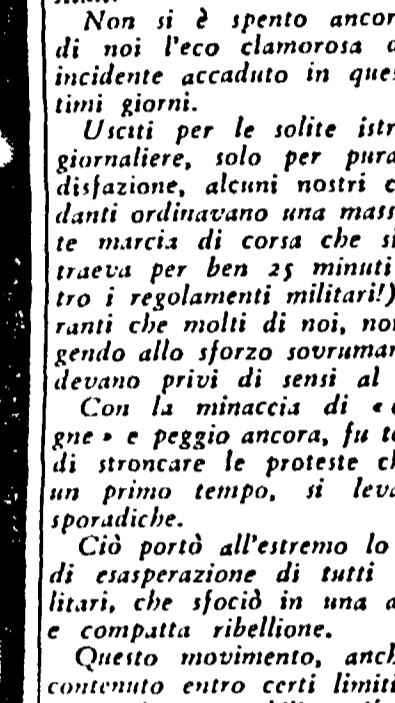 Non si è spento ancor
di noi l'eco clamorosa
incidente accaduto in que
timi giorni.
Usciti per le solite istr
giornaliere, solo per pura
disfazione, alcuni nostri c
danti ordinavano una mass
te marcia di corsa che si
traeva per ben 25 minuti
tro i regolamenti militari!)
ranti che molti di noi, no
gendo allo sforzo sovruma
devano privi di sensi al
Con la minaccia di «
gne» e peggio ancora, fu t
di stroncare le proteste ch
un primo tempo, si leva
sporadiche.
Ciò portò all'estremo lo
di esasperazione di tutti
litari, che sfociò in una
e compatta ribellione.
Questo movimento, anch
contenuto entro certi limiti